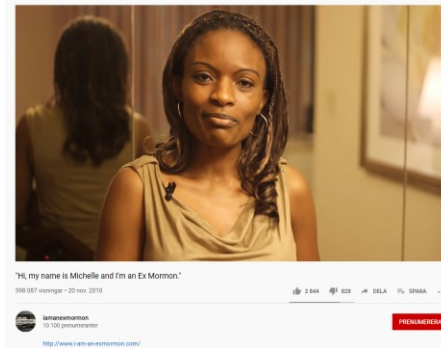 "Hi, my name is Michelle and I'm an Ex Mormon."
398 087 visningar • 20 nov. 2010
2 844 828 DELA SPARA
iamanexmormon
10 100 prenumeranter
PRENUMERERA
http://www.i-am-an-exmormon.com/